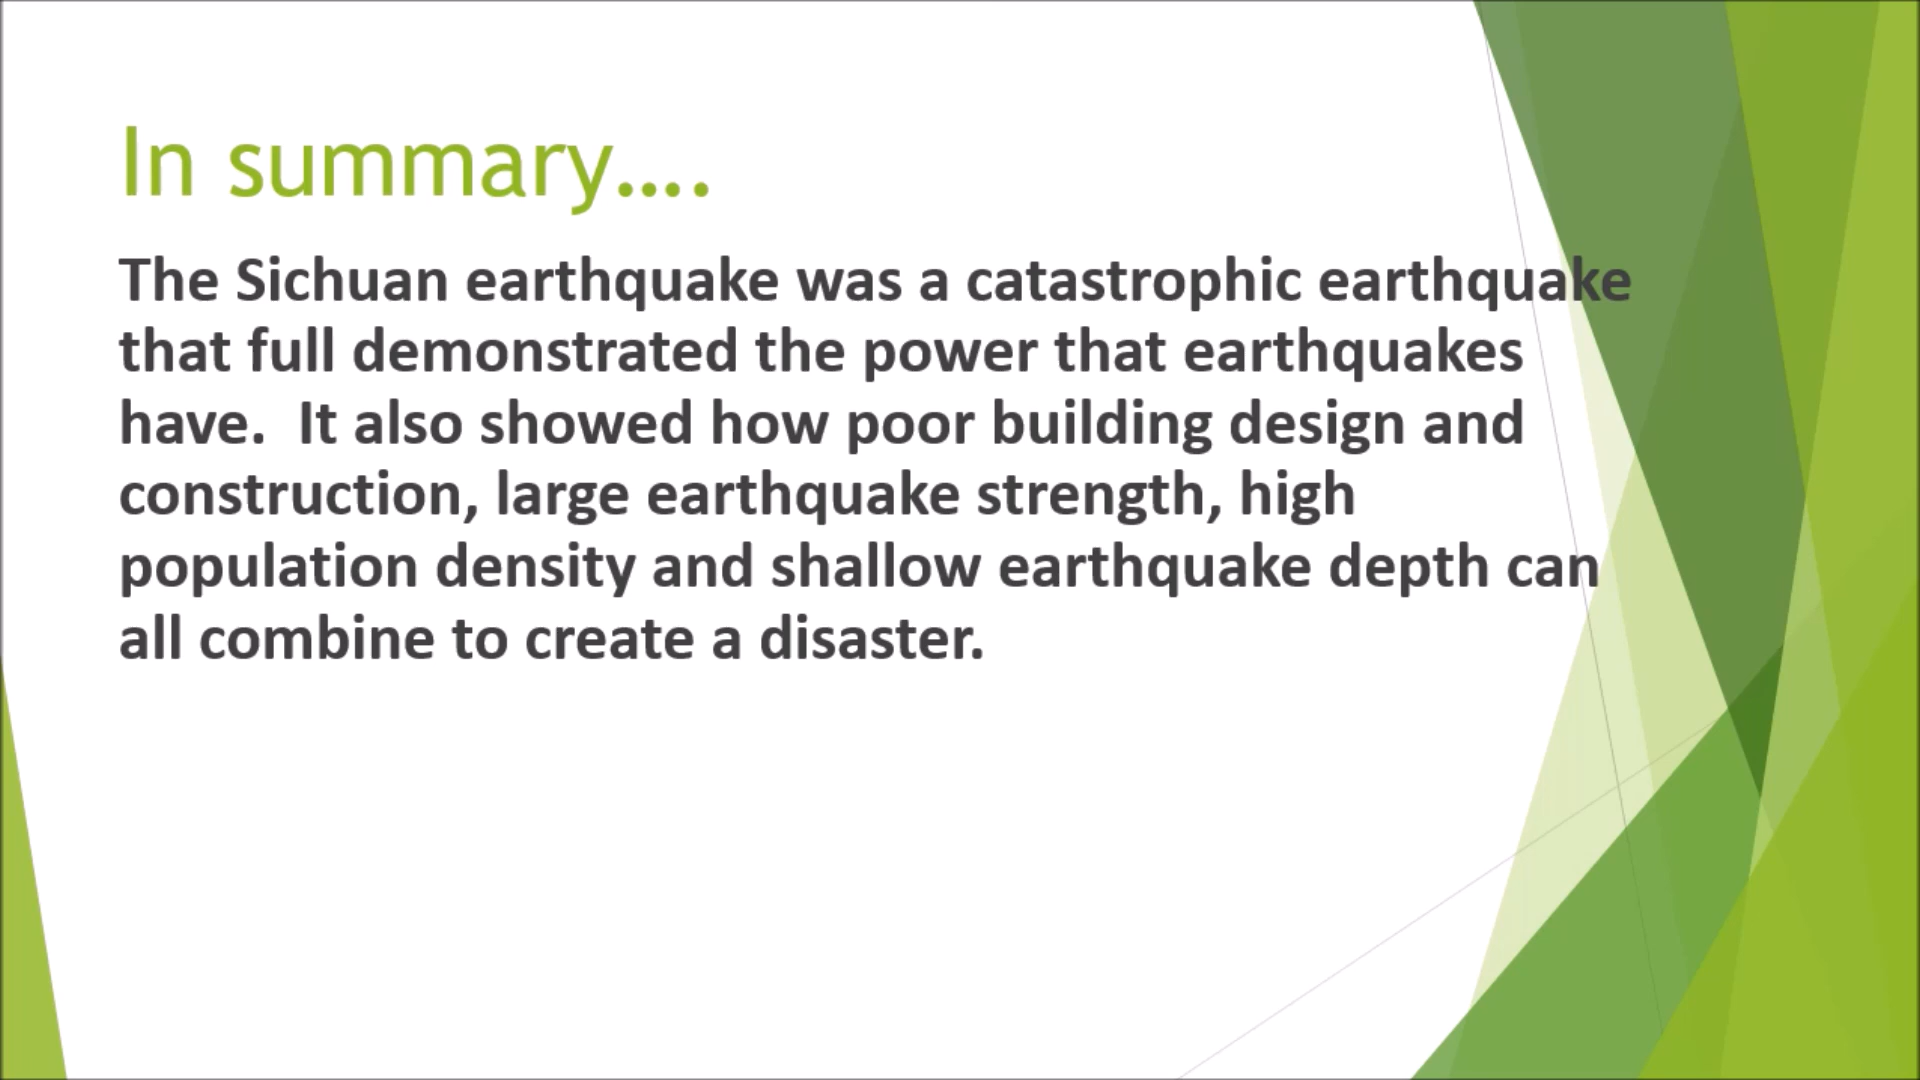 In summary....
The Sichuan earthquake was a catastrophic earthquake
that full demonstrated the power that earthquakes
have.  It also showed how poor building design and
construction, large earthquake strength, high
population density and shallow earthquake depth can
all combine to create a disaster.